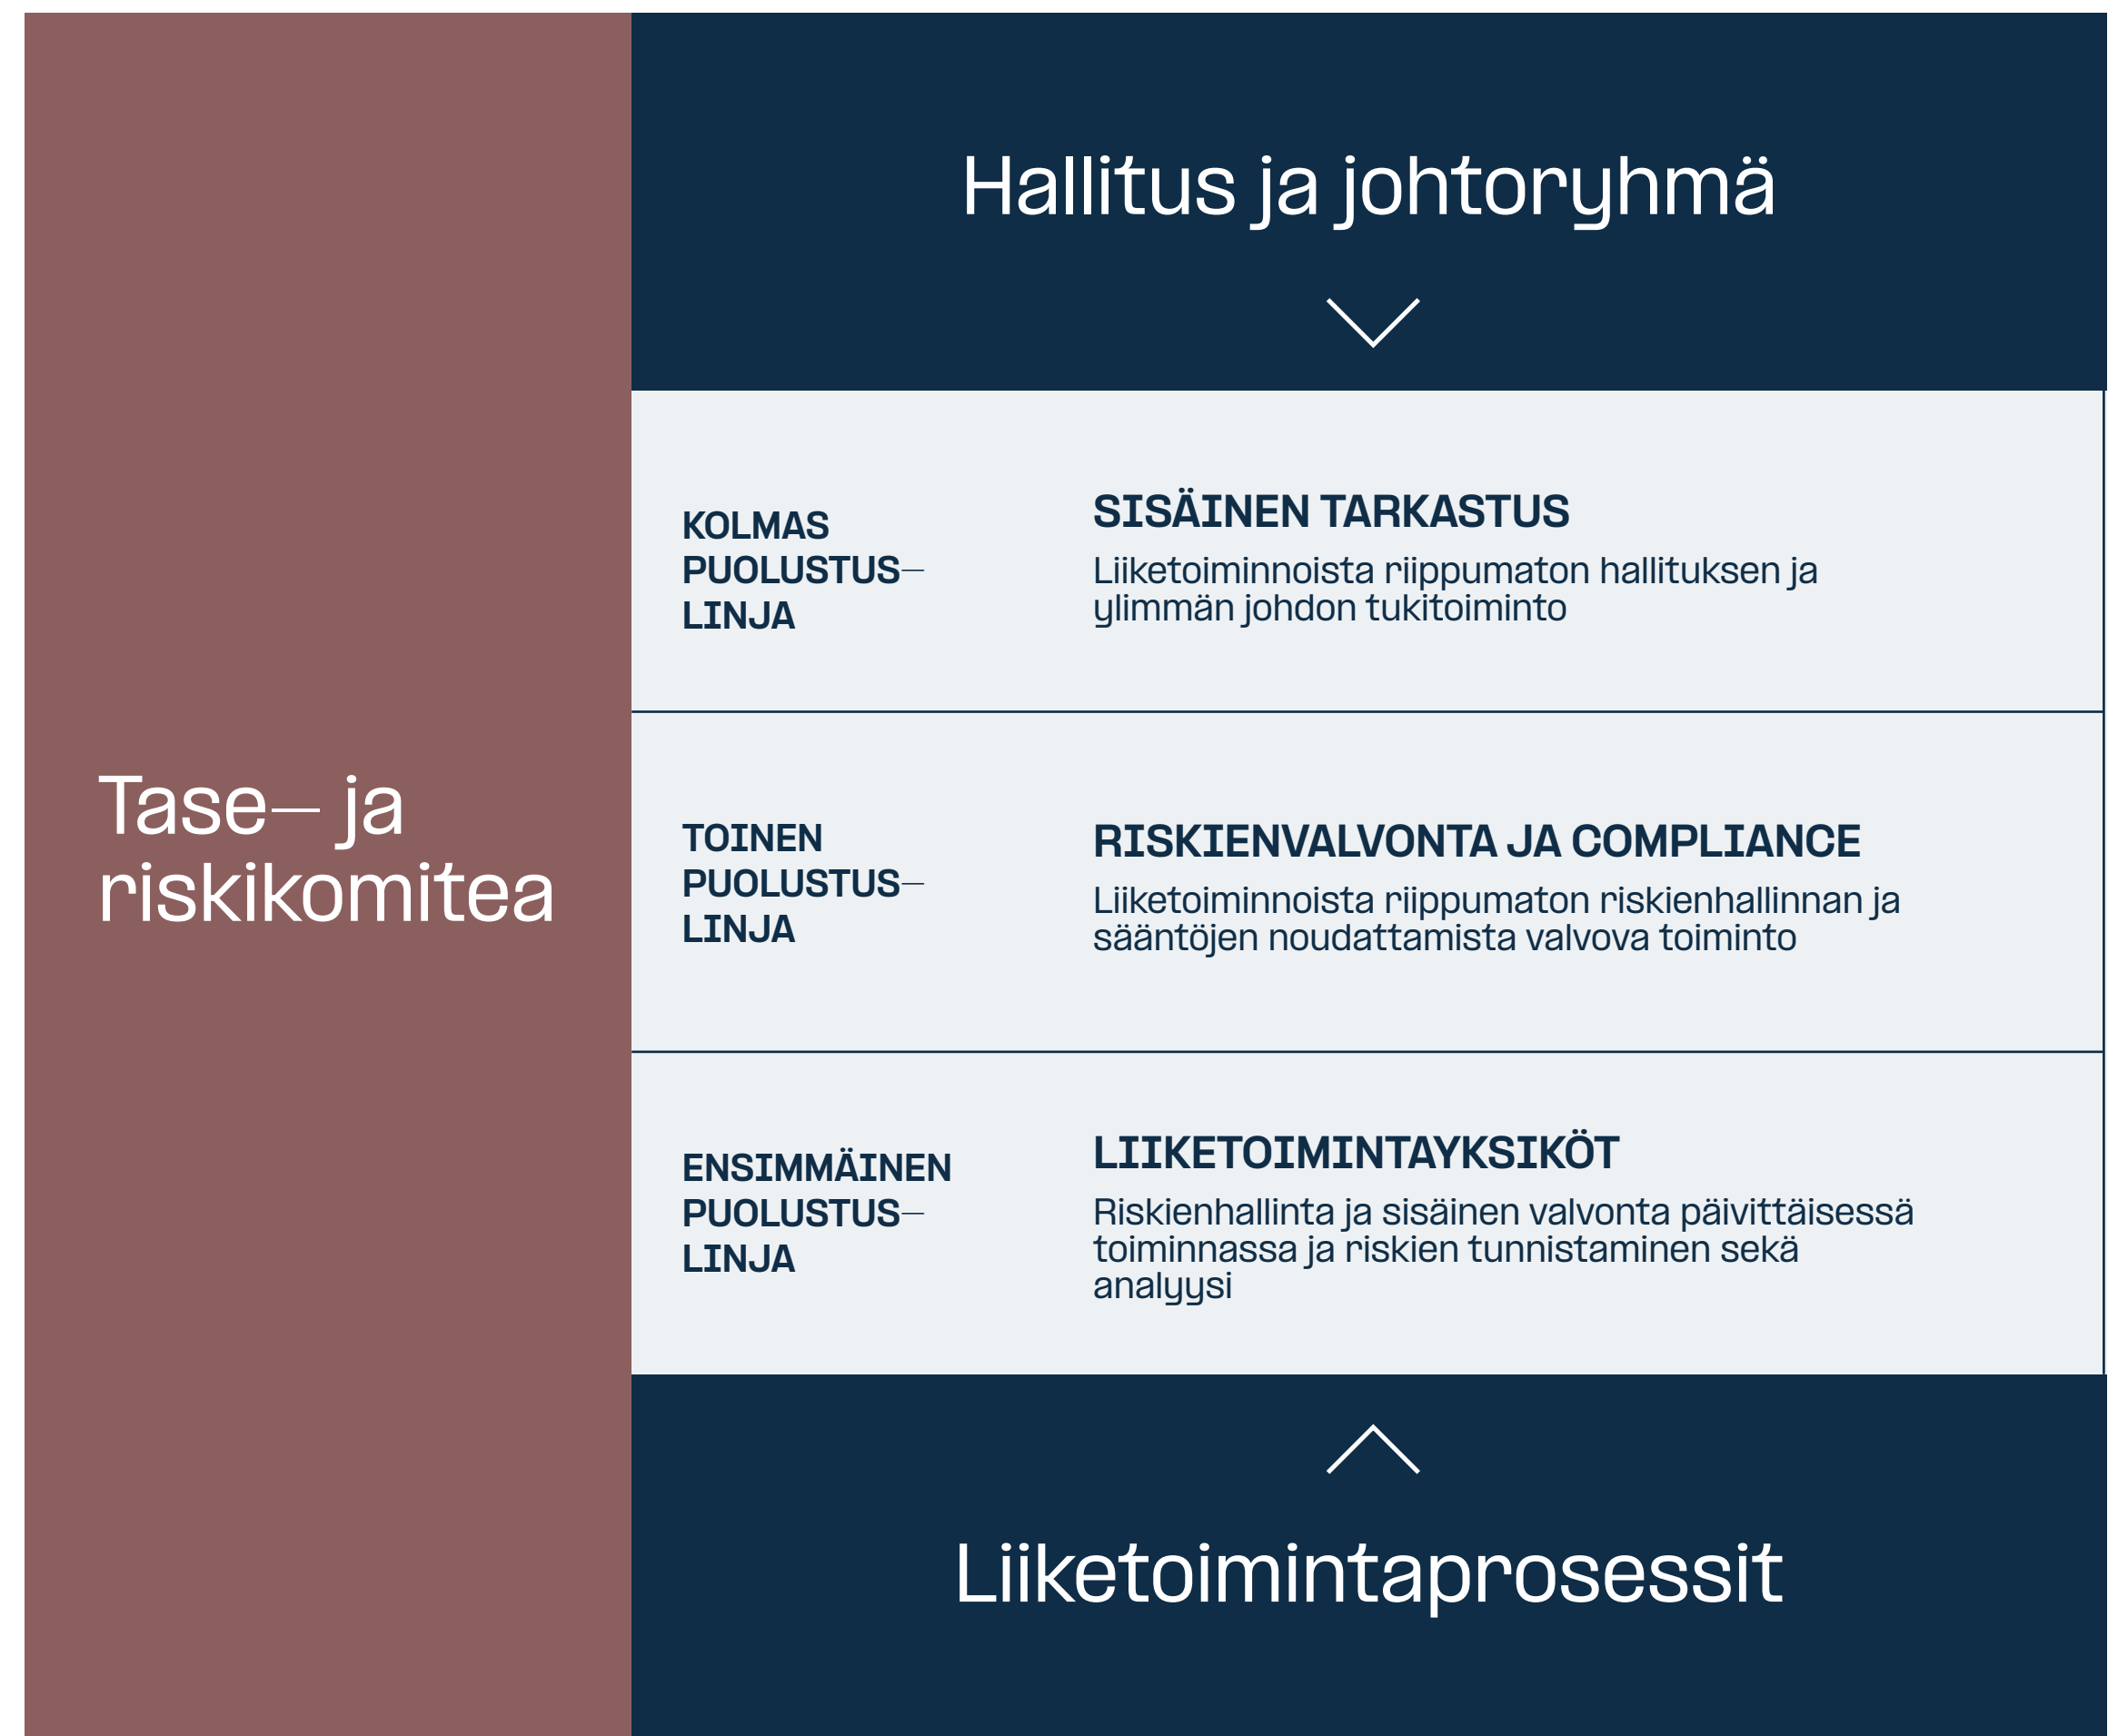 Hallitus ja johtoryhmä
Tase– ja
riskikomitea
KOLMAS
PUOLUSTUS–
LINJA
SISÄINEN TARKASTUS
Liiketoiminnoista riippumaton hallituksen ja
ylimmän johdon tukitoiminto
TOINEN
PUOLUSTUS–
LINJA
RISKIENVALVONTA JA COMPLIANCE
Liiketoiminnoista riippumaton riskienhallinnan ja
sääntöjen noudattamista valvova toiminto
ENSIMMÄINEN
PUOLUSTUS–
LINJA
LIIKETOIMINTAYKSIKÖT
Riskienhallinta ja sisäinen valvonta päivittäisessä
toiminnassa ja riskien tunnistaminen sekä
analyysi
Liiketoimintaprosessit